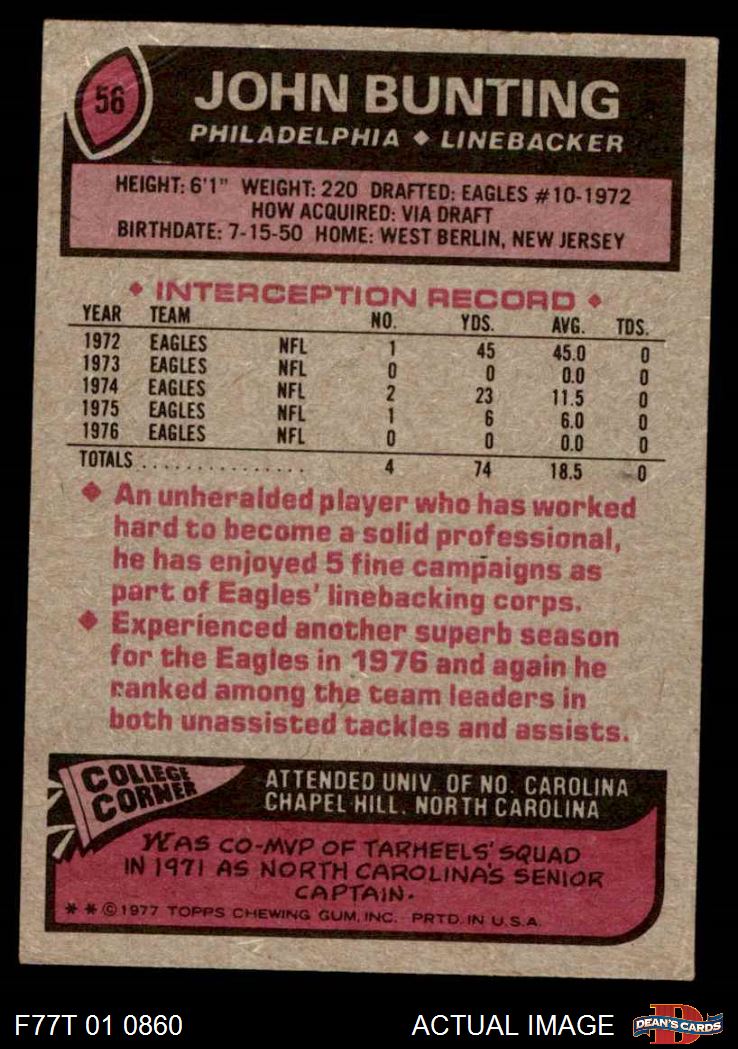 56
JOHN BUNTING
PHILADELPHIA ♦ LINEBACKER
HEIGHT: 6'1" WEIGHT: 220 DRAFTED: EAGLES #10-1972
HOW ACQUIRED: VIA DRAFT
BIRTHDATE: 7-15-50 HOME: WEST BERLIN, NEW JERSEY
♦ INTERCEPTION RECORD ♦
YEAR TEAM NO. YDS. AVG. TDS.
1972 EAGLES NFL 1 45 45.0 0
1973 EAGLES NFL 0 0 0.0 0
1974 EAGLES NFL 2 23 11.5 0
1975 EAGLES NFL 1 6 6.0 0
1976 EAGLES NFL 0 0 0.0 0
TOTALS ................ 4 74 18.5 0
♦ An unheralded player who has worked
hard to become a solid professional,
he has enjoyed 5 fine campaigns as
part of Eagles' linebacking corps.
♦ Experienced another superb season
for the Eagles in 1976 and again he
ranked among the team leaders in
both unassisted tackles and assists.
COLLEGE
CORNER
ATTENDED UNIV. OF NO. CAROLINA
CHAPEL HILL, NORTH CAROLINA
WAS CO-MVP OF TARHEELS' SQUAD
IN 1971 AS NORTH CAROLINA'S SENIOR
CAPTAIN.
* * © 1977 TOPPS CHEWING GUM, INC. PRTD. IN U.S.A.
F77T 01 0860
ACTUAL IMAGE
D
DEAN'S CARDS